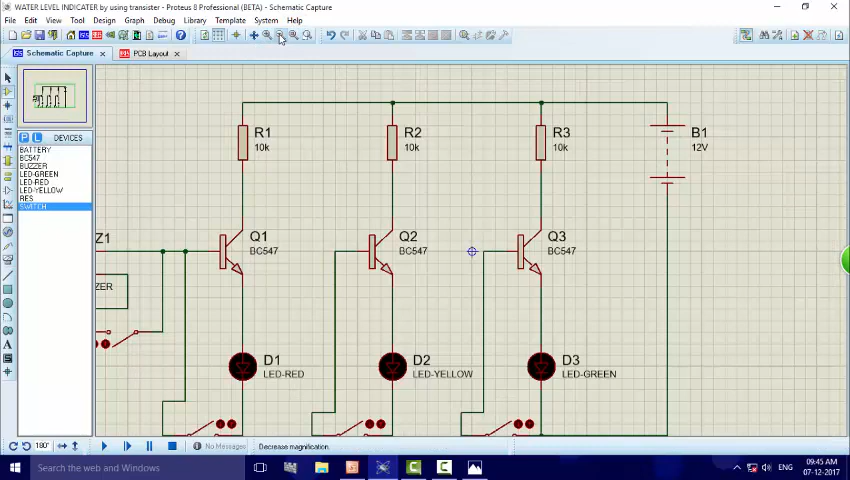 WATER LEVEL INDICATER by using transister - Proteus 8 Professional (BETA) - Schematic Capture
File Edit View Tool Design Graph Debug Library Template System Help
Schematic Capture
PCB Layout
P L DEVICES
BATTERY
BC547
BUZZER
LED-GREEN
LED-RED
LED-YELLOW
RES
SWITCH
R1
10k
R2
10k
R3
10k
B1
12V
Z1
ZER
Q1
BC547
Q2
BC547
Q3
BC547
D1
LED-RED
D2
LED-YELLOW
D3
LED-GREEN
180°
No Messages
Decrease magnification.
Search the web and Windows
ENG
09:45 AM
07-12-2017